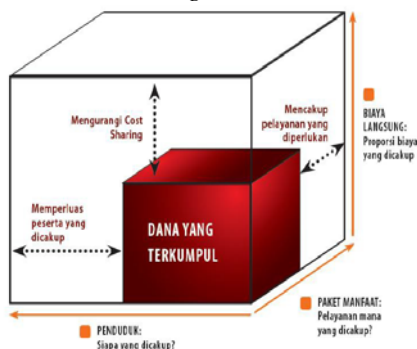 Mengurangi Cost
Sharing
Mencakup
pelayanan yang
diperlukan
BIAYA
LANGSUNG:
Proporsi biaya
yang dicakup
Memperluas
peserta yang
dicakup
DANA YANG
TERKUMPUL
PENDUDUK:
Siapa yang dicakup?
PAKET MANFAAT:
Pelayanan mana
yang dicakup?